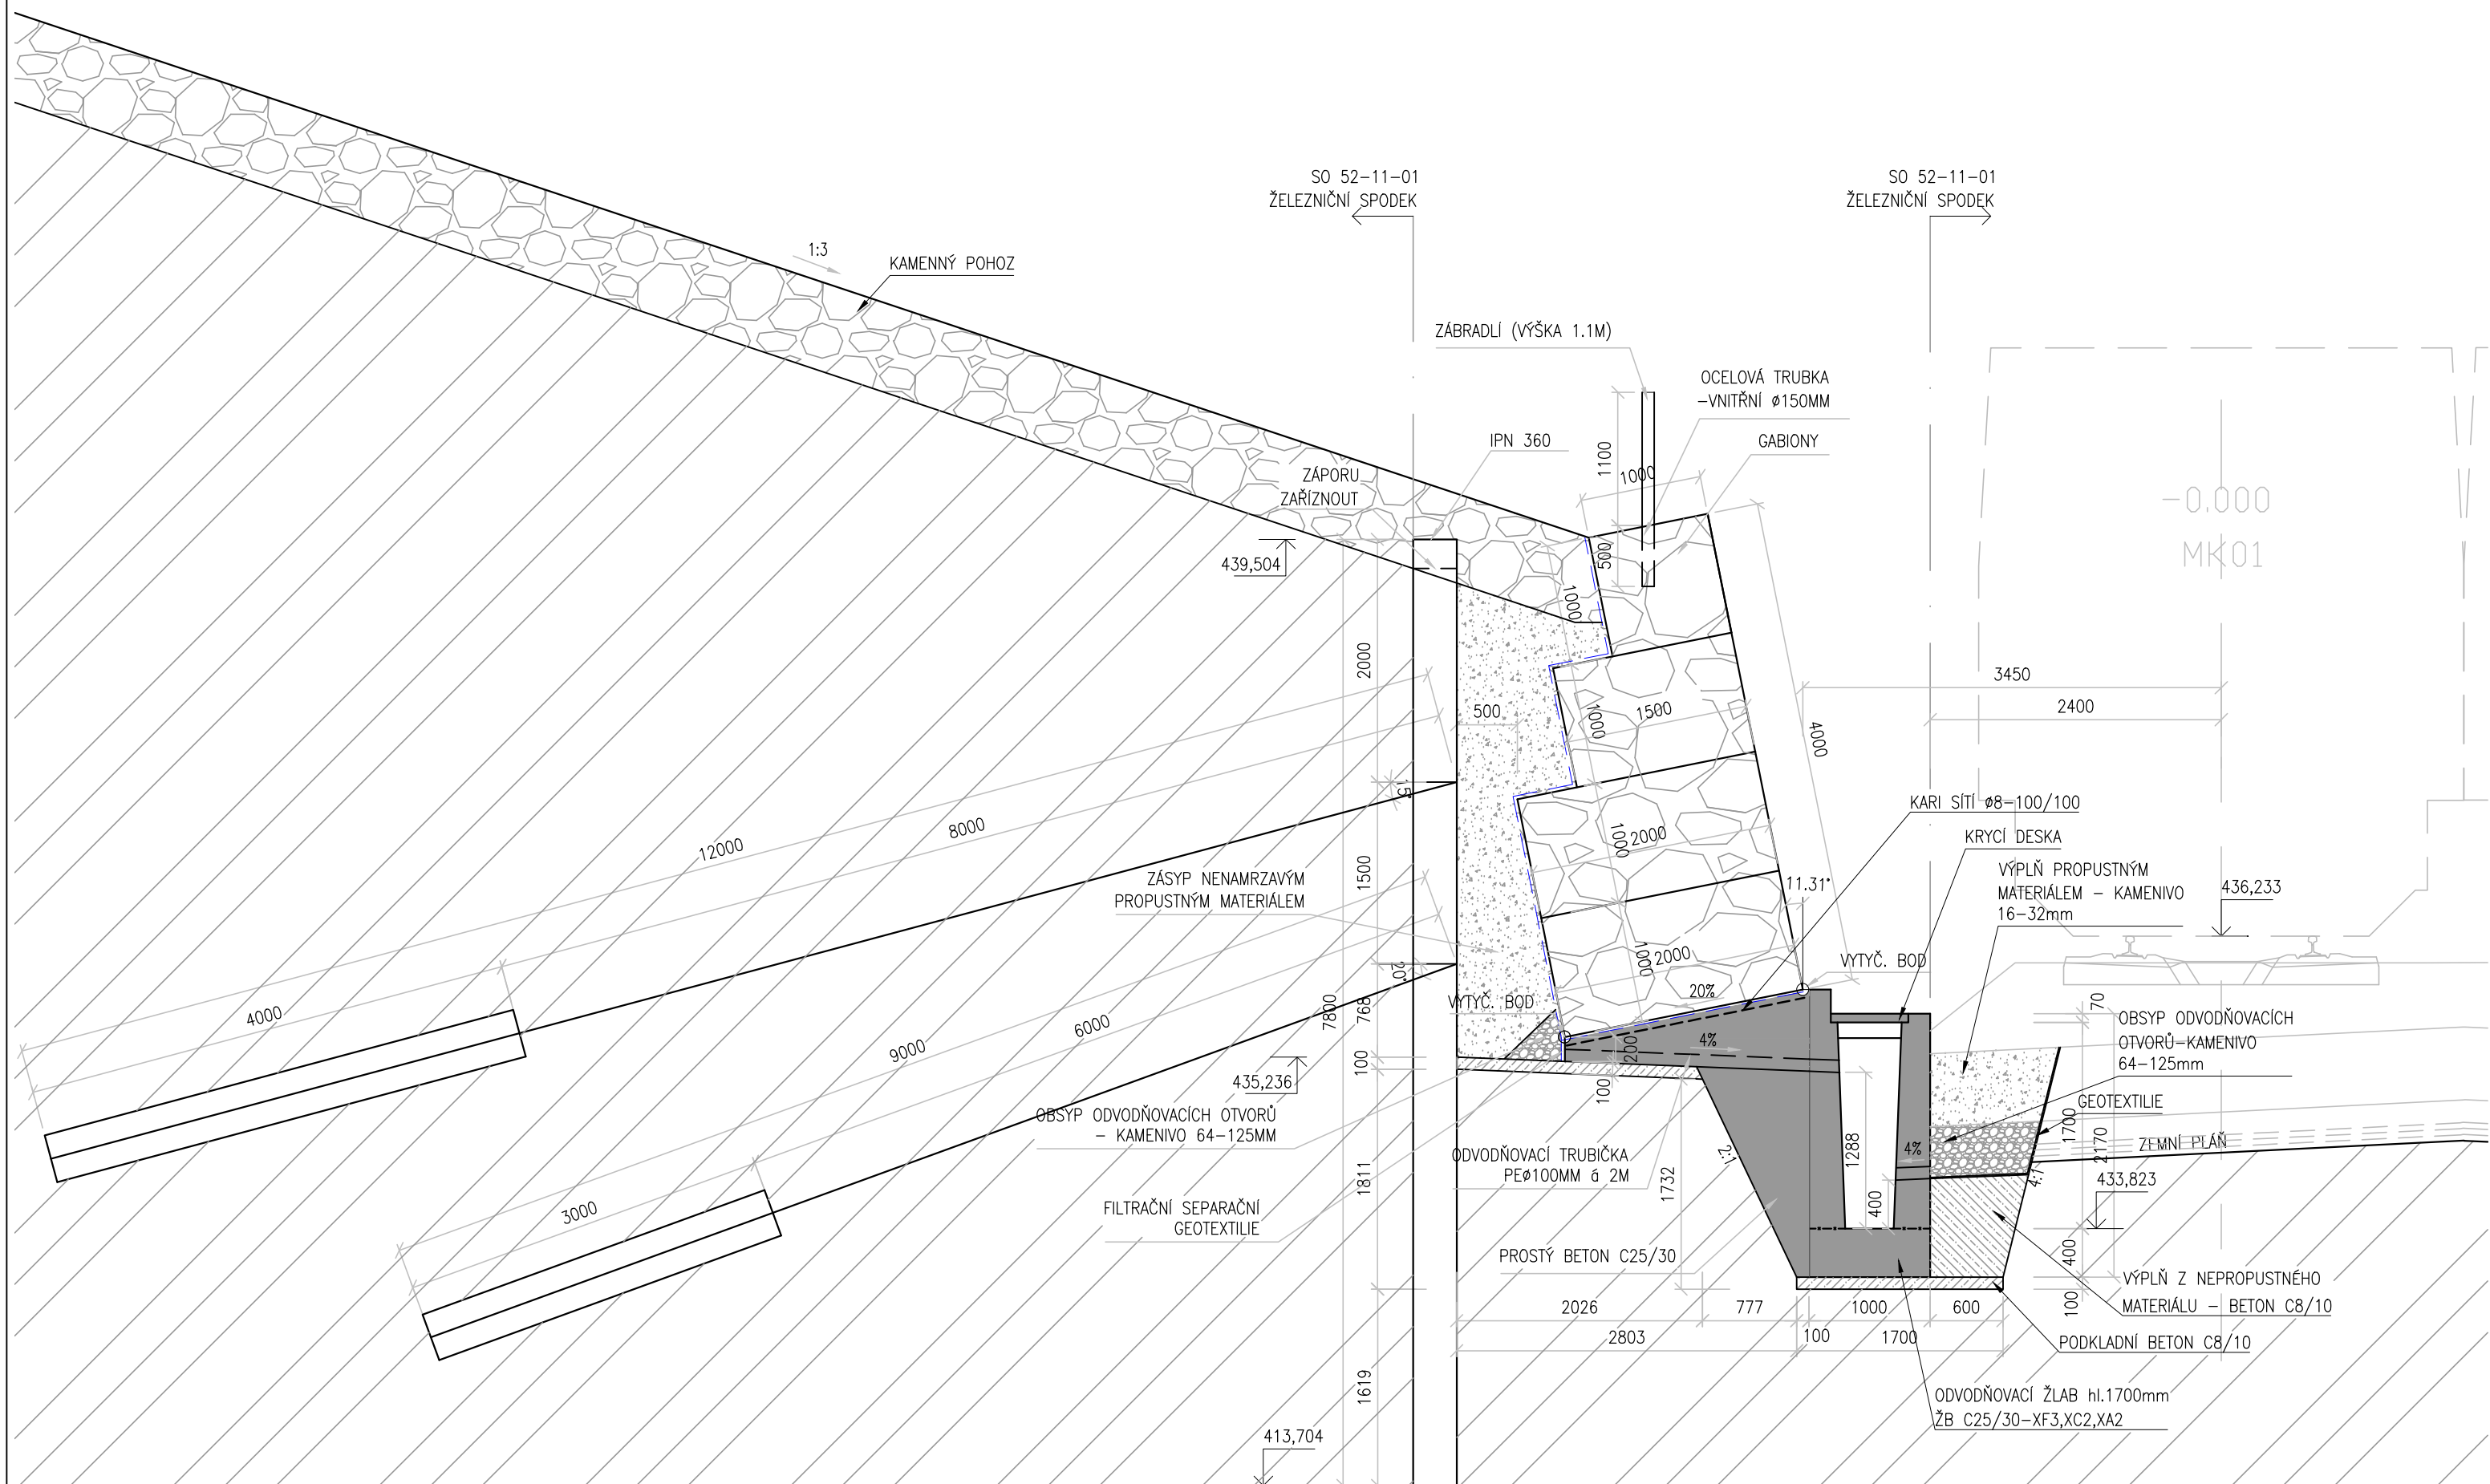 SO 52-11-01
ŽELEZNIČNÍ SPODEK
SO 52-11-01
ŽELEZNIČNÍ SPODEK
1:3
KAMENNÝ POHOZ
ZÁBRADLÍ (VÝŠKA 1.1M)
OCELOVÁ TRUBKA
-VNITŘNÍ ø150MM
GABIONY
IPN 360
ZÁPORU
ZAŘÍZNOUT
1100
1000
500
439,504
-0.000
MK01
1000
2000
500
1000
1500
4000
3450
2400
15°
12000
8000
1000
2000
KARI SÍTÍ ø8-100/100
KRYCÍ DESKA
VÝPLŇ PROPUSTNÝM
MATERIÁLEM - KAMENIVO
16-32mm
436,233
ZÁSYP NENAMRZAVÝM
PROPUSTNÝM MATERIÁLEM
1500
11.31°
1000
2000
20°
VYTYČ. BOD
VYTYČ. BOD
20%
4000
9000
6000
7800
768
70
OBSYP ODVODŇOVACÍCH
OTVORŮ-KAMENIVO
64-125mm
4%
200
100
100
435,236
OBSYP ODVODŇOVACÍCH OTVORŮ
- KAMENIVO 64-125MM
GEOTEXTILIE
1700
2170
ZEMNÍ PLÁŇ
4%
4:1
433,823
ODVODŇOVACÍ TRUBIČKA
PEø100MM á 2M
2:1
1288
400
1732
1811
3000
FILTRAČNÍ SEPARAČNÍ
GEOTEXTILIE
PROSTÝ BETON C25/30
400
100
VÝPLŇ Z NEPROPUSTNÉHO
MATERIÁLU - BETON C8/10
2026
777
1000
600
2803
100
1700
PODKLADNÍ BETON C8/10
1619
ODVODŇOVACÍ ŽLAB hl.1700mm
ŽB C25/30-XF3,XC2,XA2
413,704